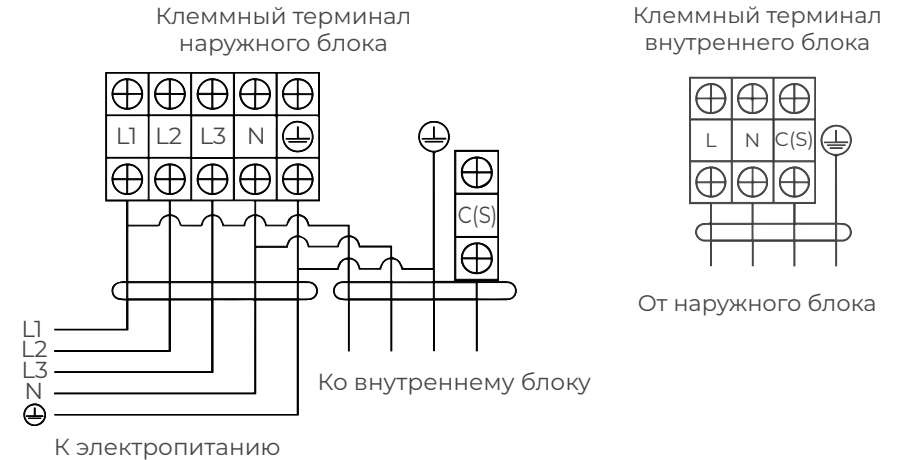 Клеммный терминал
наружного блока
L1 L2 L3 N
C(S)
L1
L2
L3
N
Ко внутреннему блоку
К электропитанию
Клеммный терминал
внутреннего блока
L N C(S)
От наружного блока